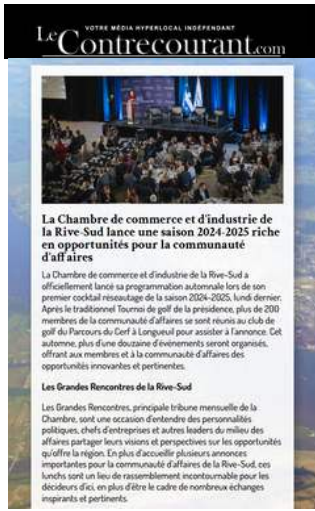 VOTRE MÉDIA HYPERLOCAL INDÉPENDANT
Le Contrecourant.com
La Chambre de commerce et d'industrie de
la Rive-Sud lance une saison 2024-2025 riche
en opportunités pour la communauté
d'affaires
La Chambre de commerce et d'industrie de la Rive-Sud a
officiellement lancé sa programmation automnale lors de son
premier cocktail réseautage de la saison 2024-2025, lundi dernier.
Après le traditionnel Tournoi de golf de la présidence, plus de 200
membres de la communauté d'affaires se sont réunis au club de
golf du Parcours du Cerf à Longueuil pour assister à l'annonce. Cet
automne, plus d'une douzaine d'événements seront organisés,
offrant aux membres et à la communauté d'affaires des
opportunités innovantes et pertinentes.
Les Grandes Rencontres de la Rive-Sud
Les Grandes Rencontres, principale tribune mensuelle de la
Chambre, sont une occasion d'entendre des personnalités
politiques, chefs d'entreprises et autres leaders du milieu des
affaires partager leurs visions et perspectives sur les opportunités
qu'offre la région. En plus d'accueillir plusieurs annonces
importantes pour la communauté d'affaires de la Rive-Sud, ces
lunchs sont un lieu de rassemblement incontournable pour les
décideurs d'ici, en plus d'être le cadre de nombreux échanges
inspirants et pertinents.